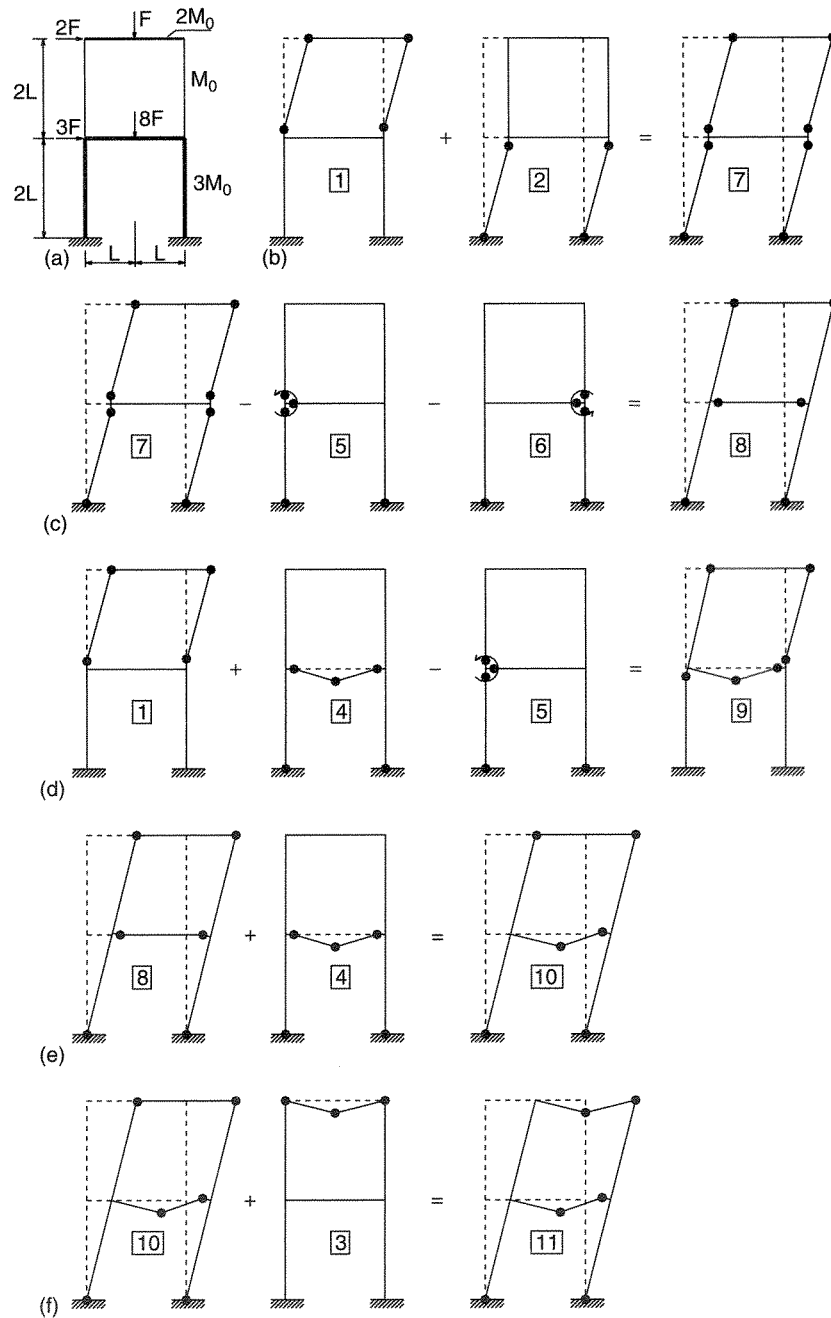 2F F 2M₀
2L M₀
3F 8F
2L 3M₀
L L
(a)
+ =
1 2 7
(b)
- - =
7 5 6 8
(c)
+ - =
1 4 5 9
(d)
+ =
8 4 10
(e)
+ =
10 3 11
(f)